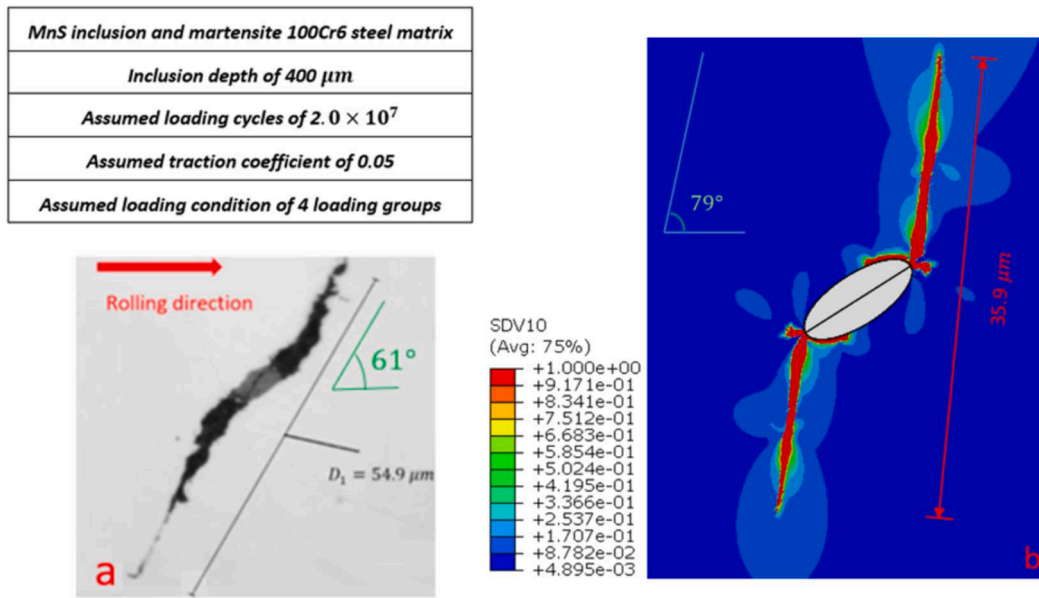 MnS inclusion and martensite 100Cr6 steel matrix
Inclusion depth of 400 μm
Assumed loading cycles of 2.0 × 10⁷
Assumed traction coefficient of 0.05
Assumed loading condition of 4 loading groups
Rolling direction
61°
D₁ = 54.9 μm
a
SDV10
(Avg: 75%)
+1.000e+00
+9.171e-01
+8.341e-01
+7.512e-01
+6.683e-01
+5.854e-01
+5.024e-01
+4.195e-01
+3.366e-01
+2.537e-01
+1.707e-01
+8.782e-02
+4.895e-03
79°
35.9 μm
b